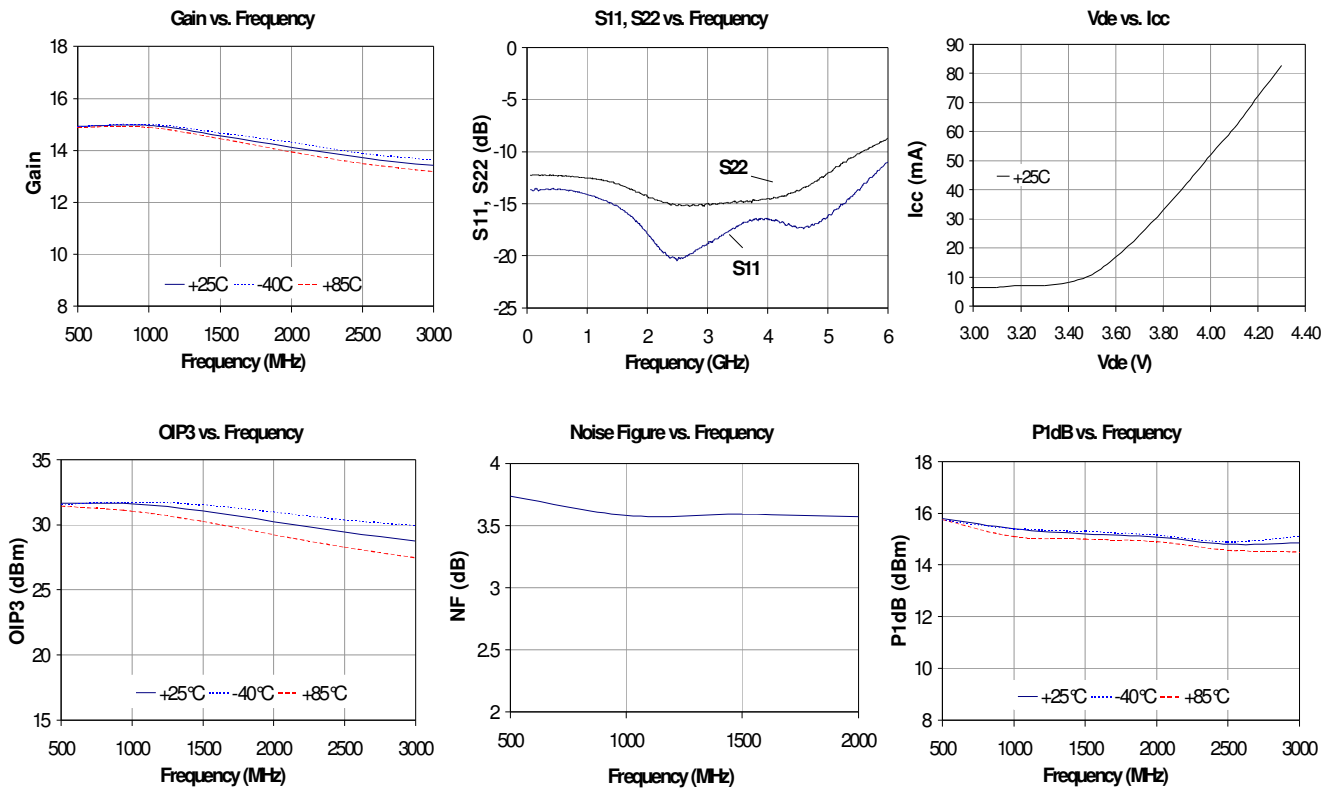 Gain vs. Frequency
18
16
14
12
10
8
Gain
+25C -40C +85C
500 1000 1500 2000 2500 3000
Frequency (MHz)
S11, S22 vs. Frequency
0
-5
-10
-15
-20
-25
S11, S22 (dB)
S22
S11
0 1 2 3 4 5 6
Frequency (GHz)
Vde vs. Icc
90
80
70
60
50
40
30
20
10
0
Icc (mA)
+25C
3.00 3.20 3.40 3.60 3.80 4.00 4.20 4.40
Vde (V)
OIP3 vs. Frequency
35
30
25
20
15
OIP3 (dBm)
+25°C -40°C +85°C
500 1000 1500 2000 2500 3000
Frequency (MHz)
Noise Figure vs. Frequency
4
3.5
3
2.5
2
NF (dB)
500 1000 1500 2000
Frequency (MHz)
P1dB vs. Frequency
18
16
14
12
10
8
P1dB (dBm)
+25°C -40°C +85°C
500 1000 1500 2000 2500 3000
Frequency (MHz)